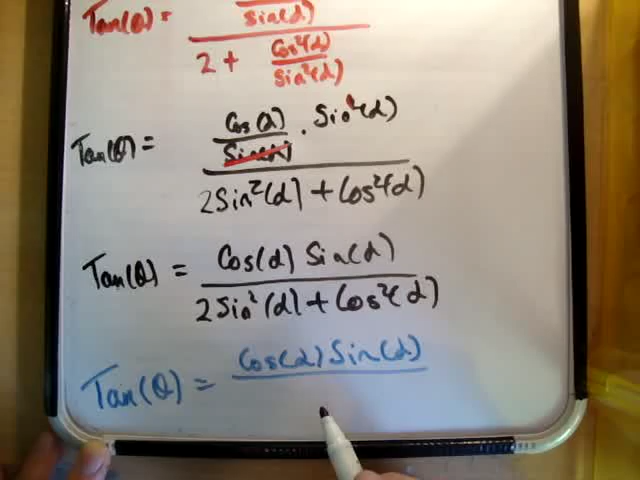 Tan(θ) = sin(α) / 2 + Cos²(α) / Sin²(α)
Tan(θ) = Cos(α) / Sin(α) · Sin²(α) / 2Sin²(α) + Cos²(α)
Tan(θ) = Cos(α) Sin(α) / 2Sin²(α) + Cos²(α)
Tan(θ) = Cos(α) Sin(α)